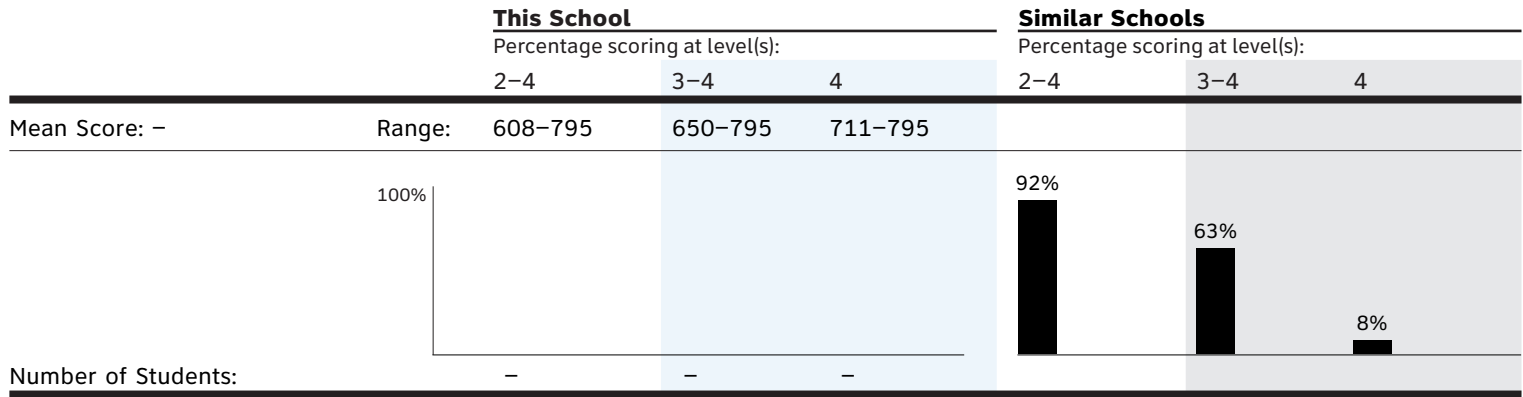 This School Similar Schools
Percentage scoring at level(s): Percentage scoring at level(s):
2–4 3–4 4 2–4 3–4 4
Mean Score: – Range: 608–795 650–795 711–795
92%
100%
63%
8%
Number of Students: – – –